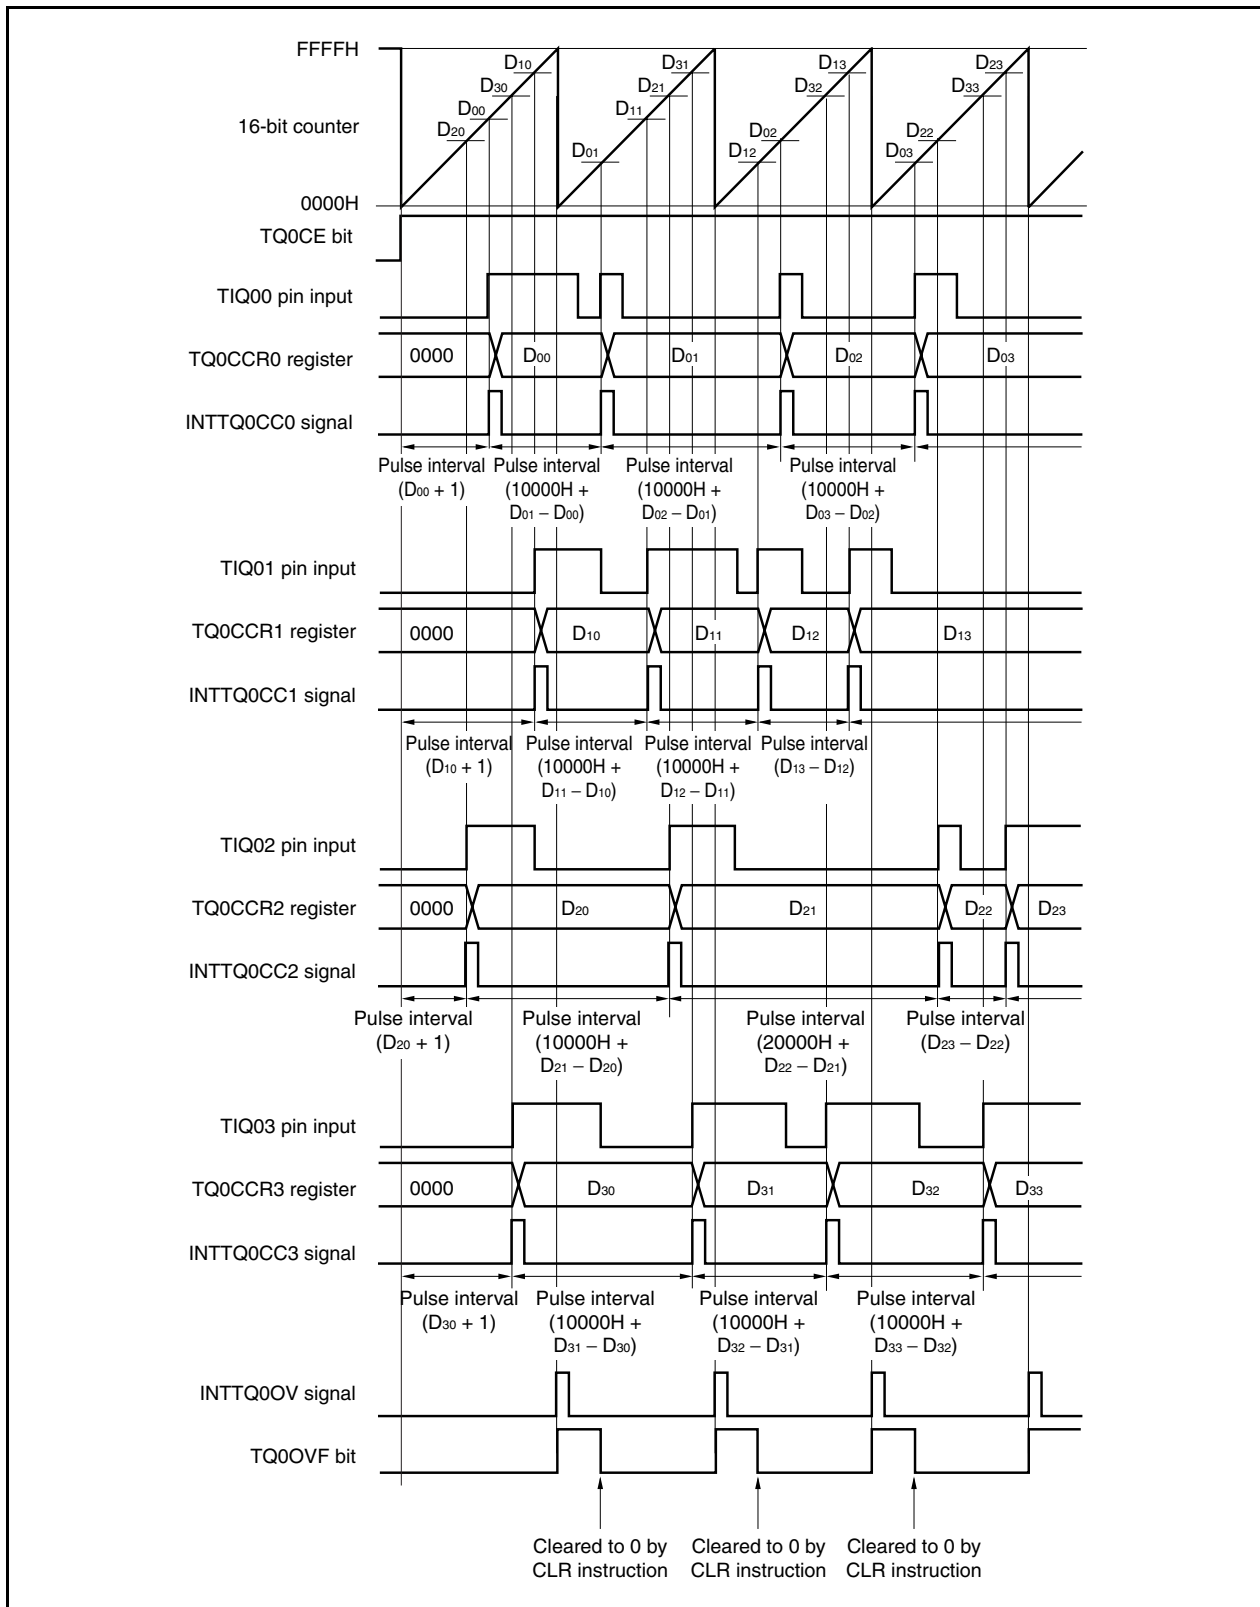 FFFFH
D10
D31
D13
D23
D30
D21
D32
D33
D00
D11
16-bit counter
D20
D02
D22
D01
D12
D03
0000H
TQ0CE bit
TIQ00 pin input
TQ0CCR0 register
0000
D00
D01
D02
D03
INTTQ0CC0 signal
Pulse interval
(D00 + 1)
Pulse interval
(10000H +
D01 – D00)
Pulse interval
(10000H +
D02 – D01)
Pulse interval
(10000H +
D03 – D02)
TIQ01 pin input
TQ0CCR1 register
0000
D10
D11
D12
D13
INTTQ0CC1 signal
Pulse interval
(D10 + 1)
Pulse interval
(10000H +
D11 – D10)
Pulse interval
(10000H +
D12 – D11)
Pulse interval
(D13 – D12)
TIQ02 pin input
TQ0CCR2 register
0000
D20
D21
D22
D23
INTTQ0CC2 signal
Pulse interval
(D20 + 1)
Pulse interval
(10000H +
D21 – D20)
Pulse interval
(20000H +
D22 – D21)
Pulse interval
(D23 – D22)
TIQ03 pin input
TQ0CCR3 register
0000
D30
D31
D32
D33
INTTQ0CC3 signal
Pulse interval
(D30 + 1)
Pulse interval
(10000H +
D31 – D30)
Pulse interval
(10000H +
D32 – D31)
Pulse interval
(10000H +
D33 – D32)
INTTQ0OV signal
TQ0OVF bit
Cleared to 0 by
CLR instruction
Cleared to 0 by
CLR instruction
Cleared to 0 by
CLR instruction